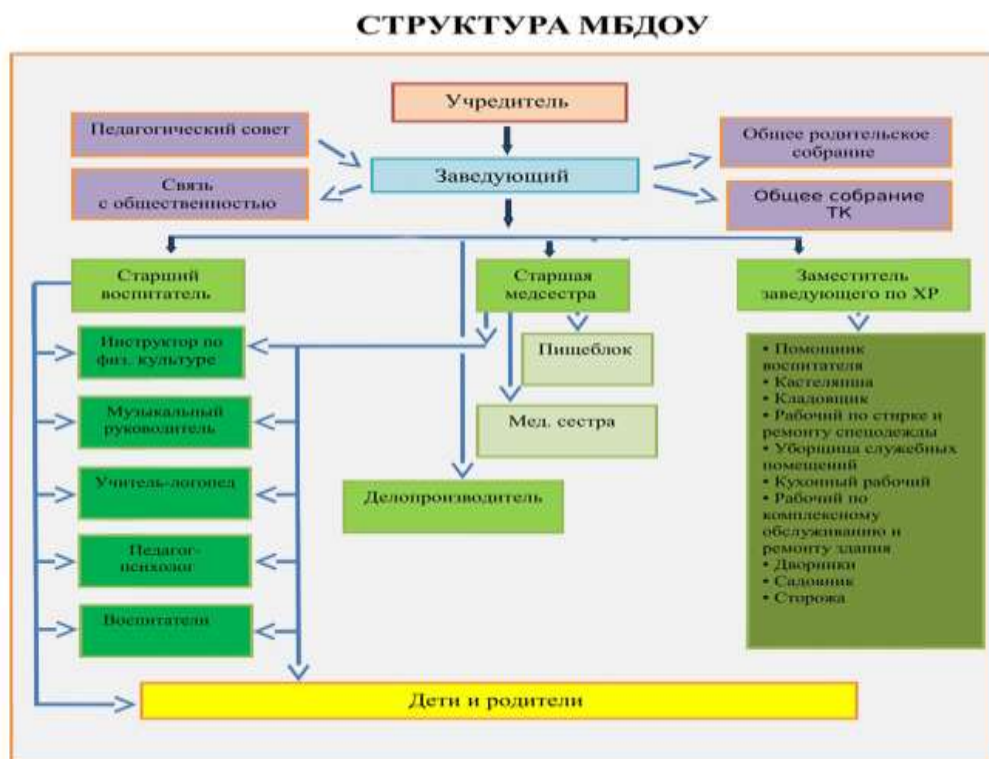 СТРУКТУРА МБДОУ
Учредитель
Педагогический совет
Общее родительское
собрание
Заведующий
Связь
с общественностью
Общее собрание
ТК
Старший
воспитатель
Старшая
медсестра
Заместитель
заведующего по ХР
Инструктор по
физ. культуре
Музыкальный
руководитель
Учитель-логопед
Педагог-
психолог
Воспитатели
Пищеблок
Мед. сестра
Делопроизводитель
• Помощник
воспитателя
• Кастелянша
• Кладовщик
• Рабочий по стирке и
ремонту спецодежды
• Уборщица служебных
помещений
• Кухонный рабочий
• Рабочий по
комплексному
обслуживанию и
ремонту здания
• Дворники
• Садовник
• Сторожа
Дети и родители